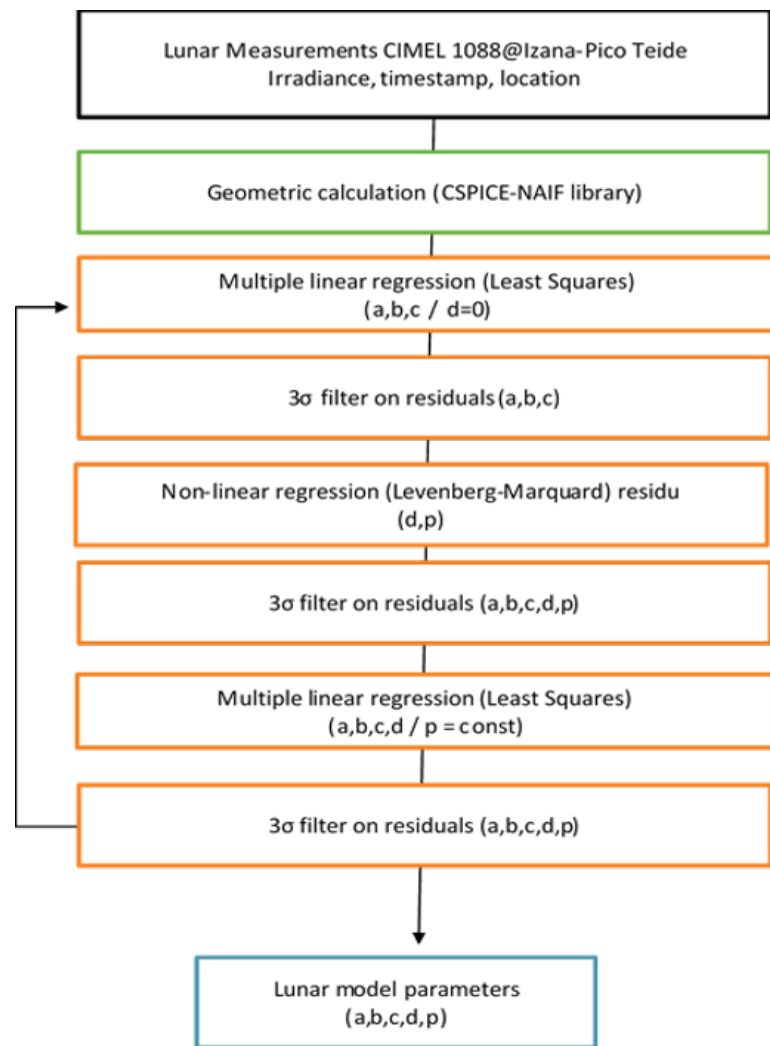 Lunar Measurements CIMEL 1088@Izana-Pico Teide
Irradiance, timestamp, location
Geometric calculation (CSPICE-NAIF library)
Multiple linear regression (Least Squares)
(a,b,c / d=0)
3σ filter on residuals (a,b,c)
Non-linear regression (Levenberg-Marquard) residu
(d,p)
3σ filter on residuals (a,b,c,d,p)
Multiple linear regression (Least Squares)
(a,b,c,d / p = const)
3σ filter on residuals (a,b,c,d,p)
Lunar model parameters
(a,b,c,d,p)